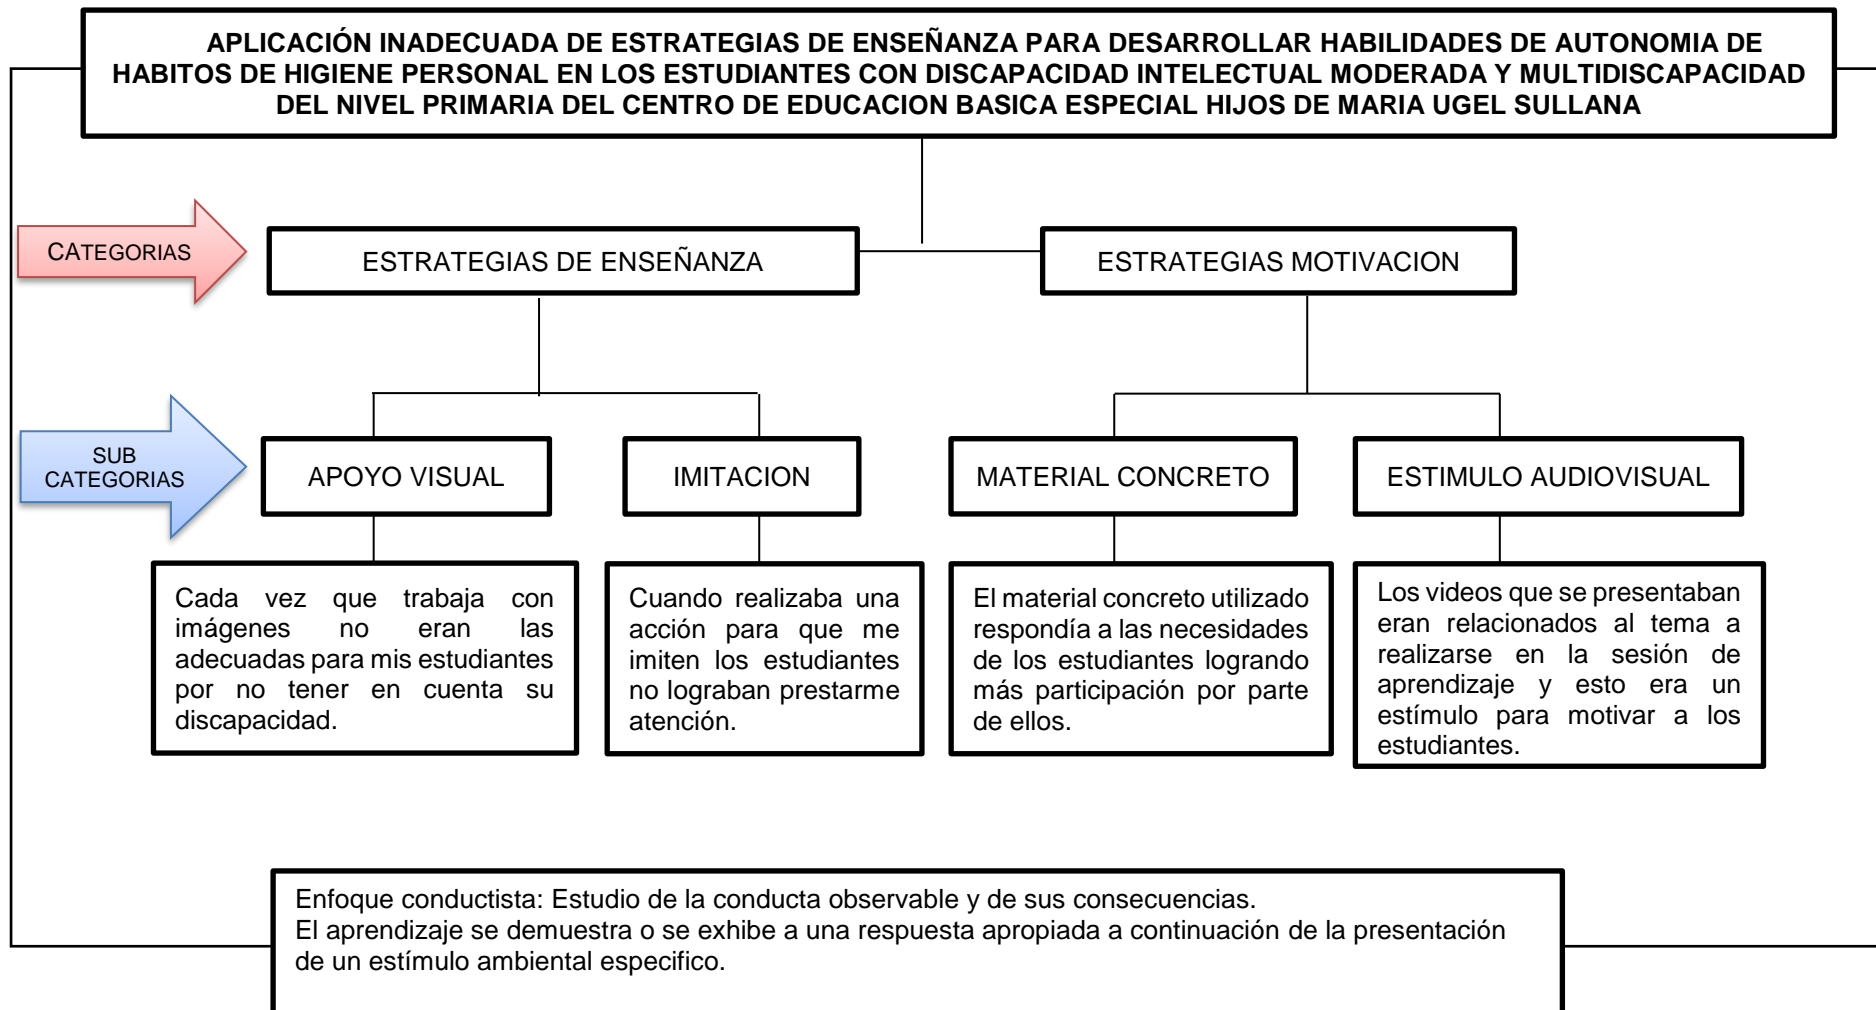 APLICACIÓN INADECUADA DE ESTRATEGIAS DE ENSEÑANZA PARA DESARROLLAR HABILIDADES DE AUTONOMIA DE
HABITOS DE HIGIENE PERSONAL EN LOS ESTUDIANTES CON DISCAPACIDAD INTELECTUAL MODERADA Y MULTIDISCAPACIDAD
DEL NIVEL PRIMARIA DEL CENTRO DE EDUCACION BASICA ESPECIAL HIJOS DE MARIA UGEL SULLANA
CATEGORIAS
ESTRATEGIAS DE ENSEÑANZA
ESTRATEGIAS MOTIVACION
SUB
CATEGORIAS
APOYO VISUAL
IMITACION
MATERIAL CONCRETO
ESTIMULO AUDIOVISUAL
Cada vez que trabaja con
imágenes no eran las
adecuadas para mis estudiantes
por no tener en cuenta su
discapacidad.
Cuando realizaba una
acción para que me
imiten los estudiantes
no lograban prestarme
atención.
El material concreto utilizado
respondía a las necesidades
de los estudiantes logrando
más participación por parte
de ellos.
Los videos que se presentaban
eran relacionados al tema a
realizarse en la sesión de
aprendizaje y esto era un
estímulo para motivar a los
estudiantes.
Enfoque conductista: Estudio de la conducta observable y de sus consecuencias.
El aprendizaje se demuestra o se exhibe a una respuesta apropiada a continuación de la presentación
de un estímulo ambiental especifico.